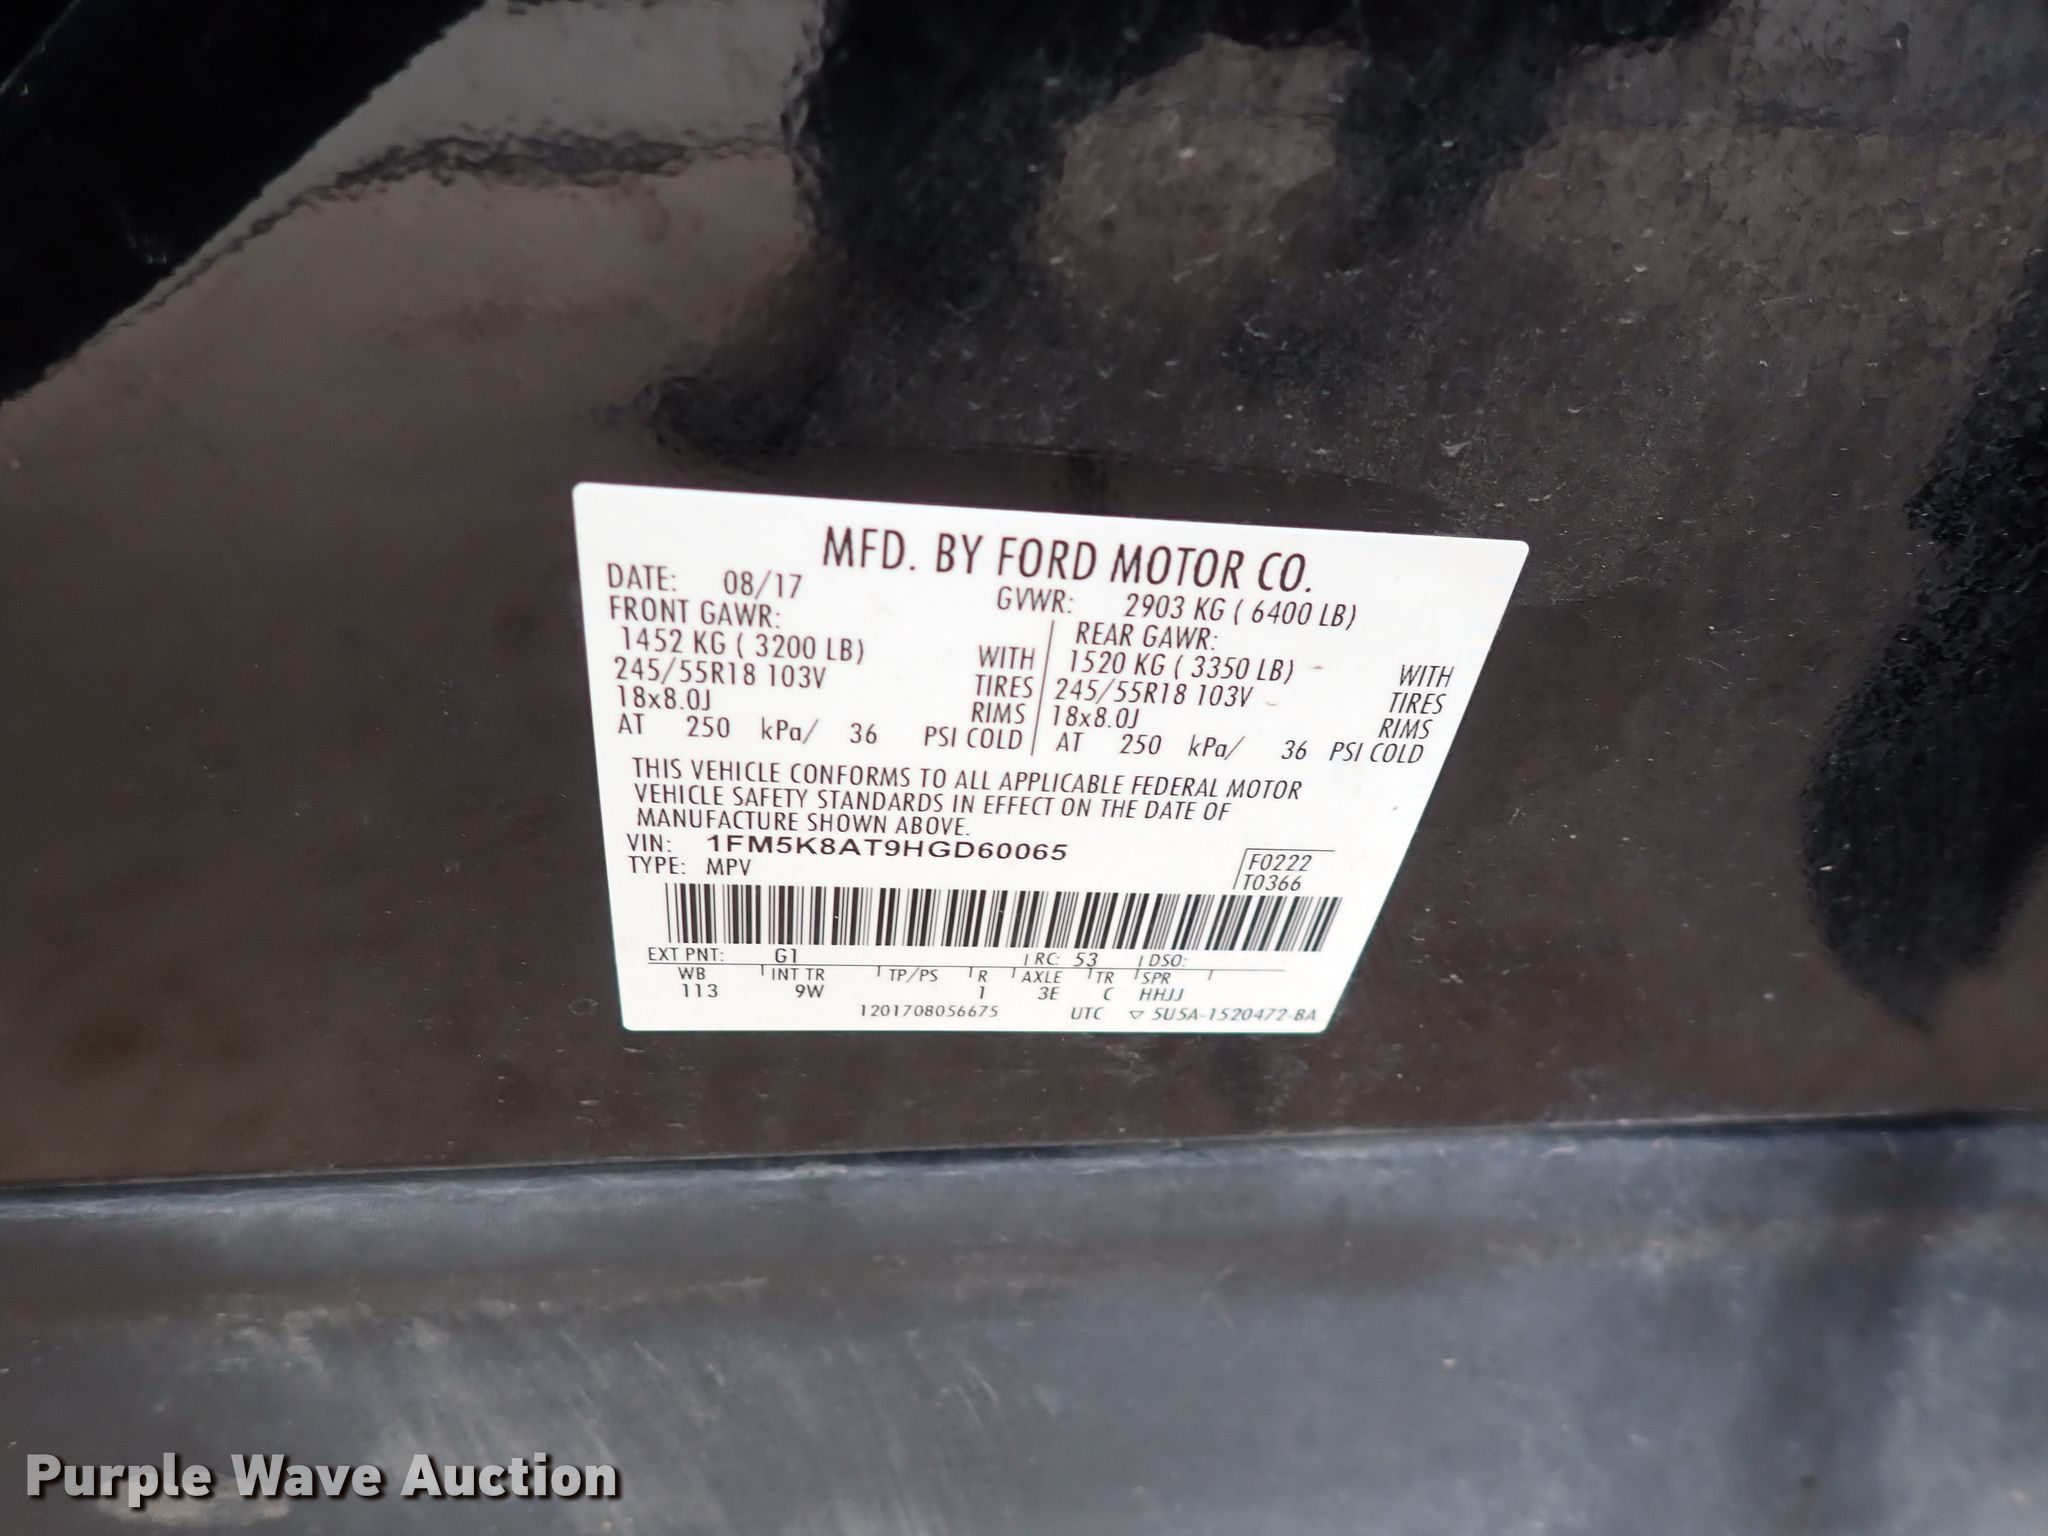 MFD. BY FORD MOTOR CO.
DATE: 08/17 GVWR: 2903 KG ( 6400 LB)
FRONT GAWR: REAR GAWR:
1452 KG ( 3200 LB) WITH 1520 KG ( 3350 LB) WITH
245/55R18 103V TIRES 245/55R18 103V TIRES
18x8.0J RIMS 18x8.0J RIMS
AT 250 kPa/ 36 PSI COLD AT 250 kPa/ 36 PSI COLD
THIS VEHICLE CONFORMS TO ALL APPLICABLE FEDERAL MOTOR
VEHICLE SAFETY STANDARDS IN EFFECT ON THE DATE OF
MANUFACTURE SHOWN ABOVE.
VIN: 1FM5K8AT9HGD60065
TYPE: MPV
F0222
T0366
EXT PNT: G1 RC: 53 DSO:
WB INT TR TP/PS R AXLE TR SPR
113 9W 1 3E C HHJJ
1201708056675 UTC ▽ 5U5A-1520472-BA
Purple Wave Auction